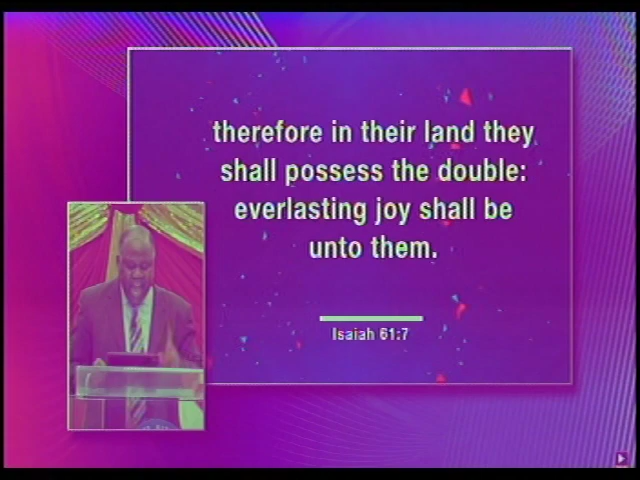 therefore in their land they
shall possess the double:
everlasting joy shall be
unto them.
Isaiah 61:7